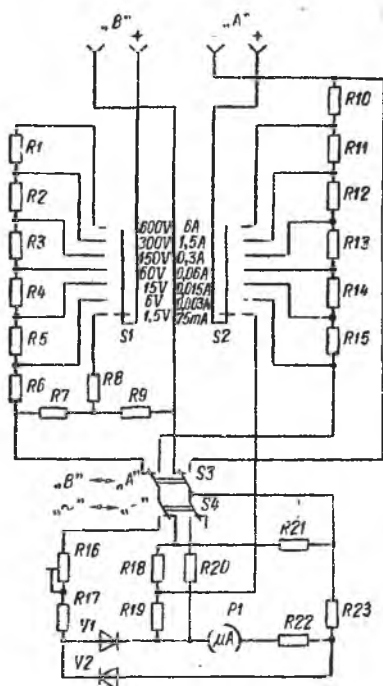 „В" „А"
+ +
R10
R1 R11
R2 R12
600V 6A
300V 1,5A
R3 150V 0,3A R13
60V 0,06A
R4 15V 0,015A R14
6V 0,003A
1,5V 75mA
R5 S1 S2 R15
R6 R8
R7 R9
„В" „А" S3
„~" „-" S4
R21
R16 R18 R20
R17 R19 P1 R23
V1 μA R22
V2